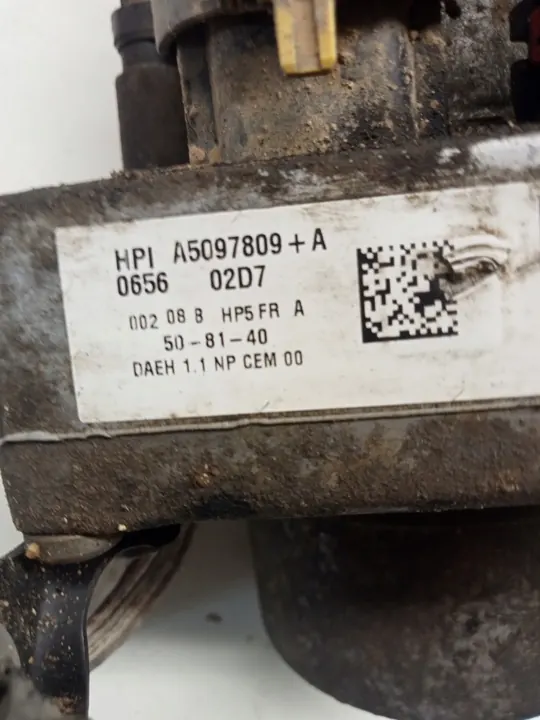 HPI A5097809+A
0656 02D7
002 08 B HP5 FR A
50-81-40
DAEH 1.1 NP CEM 00